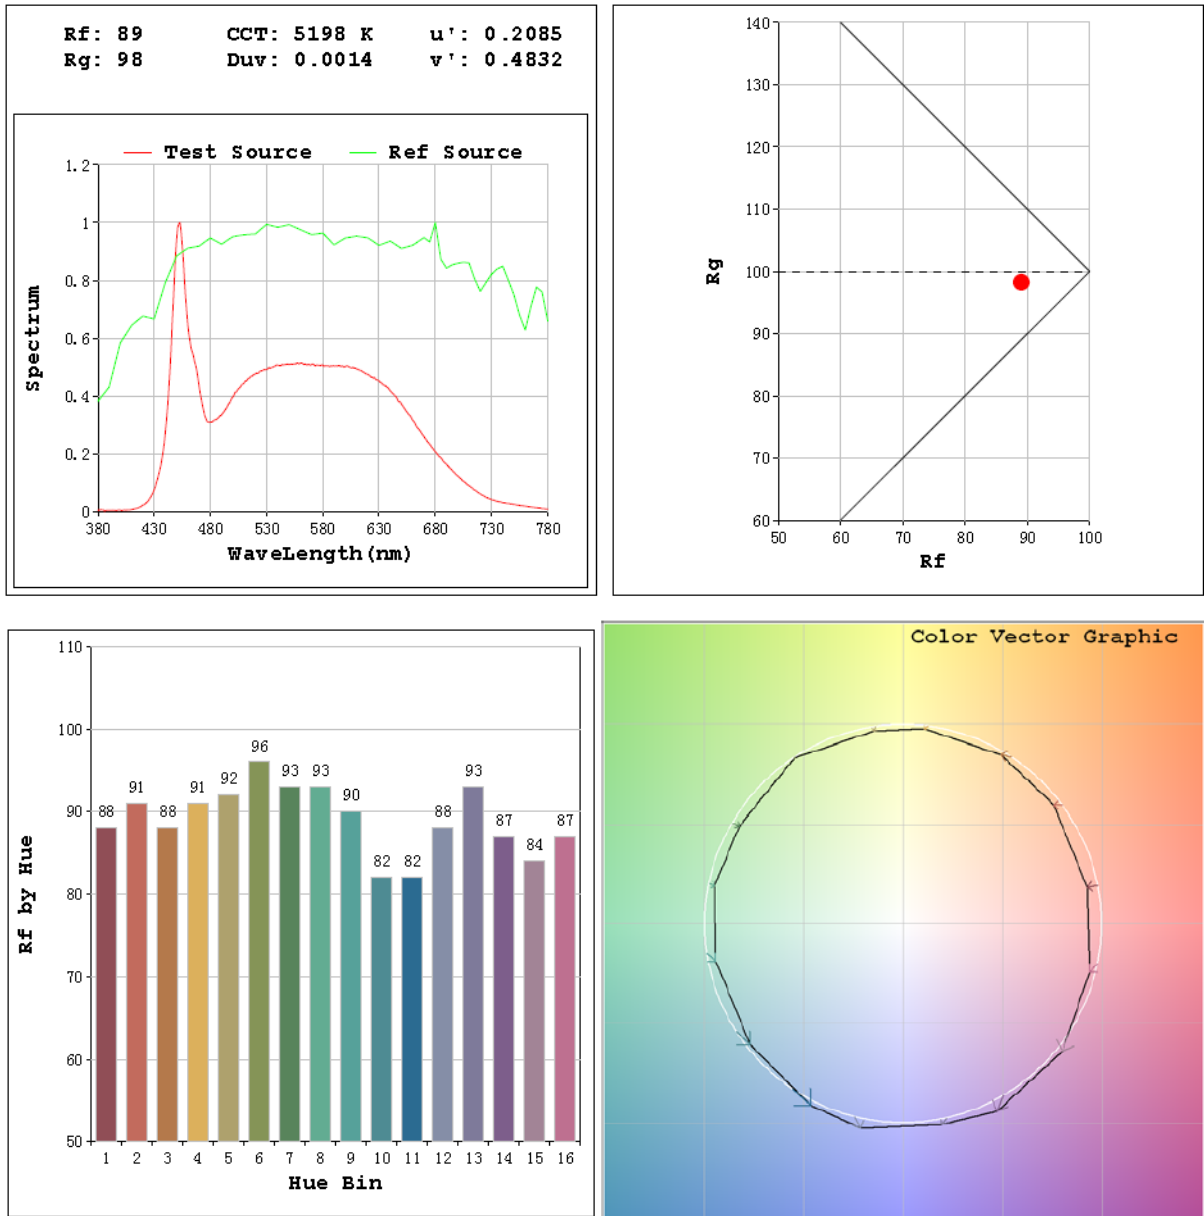 Rf: 89 CCT: 5198 K u': 0.2085
Rg: 98 Duv: 0.0014 v': 0.4832
Test Source Ref Source
1.2
1
0.8
0.6
0.4
0.2
0
Spectrum
380 430 480 530 580 630 680 730 780
WaveLength(nm)
140
130
120
110
100
90
80
70
60
Rg
50 60 70 80 90 100
Rf
110
100
90
80
70
60
50
Rf by Hue
88 91 88 91 92 96 93 93 90 82 82 88 93 87 84 87
1 2 3 4 5 6 7 8 9 10 11 12 13 14 15 16
Hue Bin
Color Vector Graphic